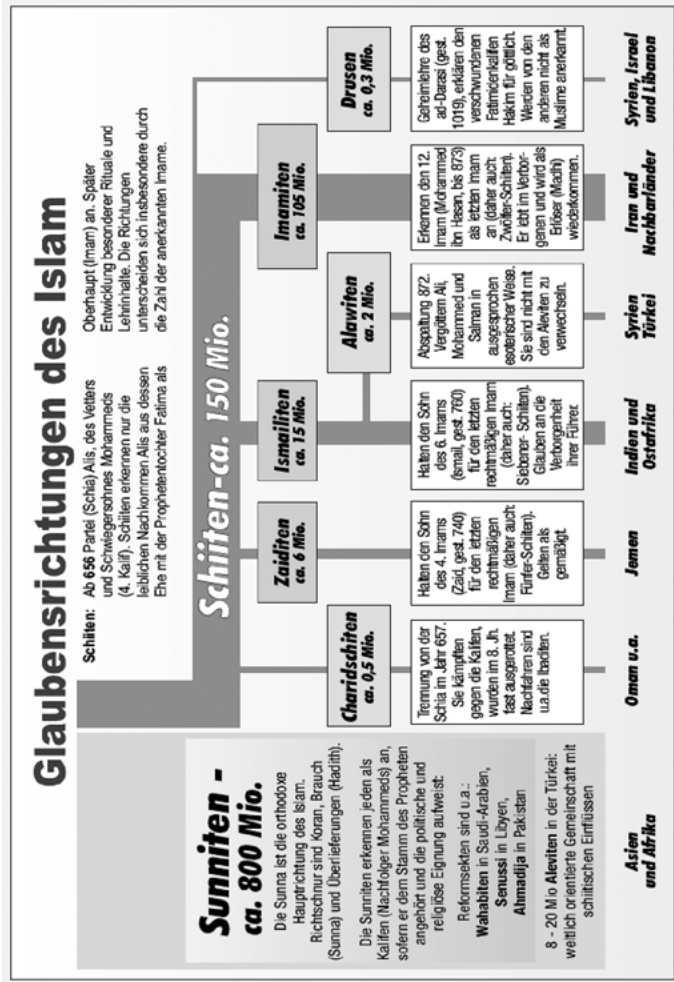 Glaubensrichtungen des Islam
Schiiten: Ab 656 Partei (Schia) Alis, des Vetters
und Schwiegersohnes Mohammeds
(4. Kalif). Schiiten erkennen nur die
leiblichen Nachkommen Alis aus dessen
Ehe mit der Prophetentochter Fatima als
Oberhaupt (Imam) an. Später
Entwicklung besonderer Rituale und
Lehrinhalte. Die Richtungen
unterscheiden sich insbesondere durch
die Zahl der anerkannten Imame.
Sunniten -
ca. 800 Mio.
Die Sunna ist die orthodoxe
Hauptrichtung des Islam.
Richtschnur sind Koran, Brauch
(Sunna) und Überlieferungen (Hadith).
Die Sunniten erkennen jeden als
Kalifen (Nachfolger Mohammeds) an,
sofern er dem Stamm des Propheten
angehört und die politische und
religiöse Eignung aufweist:
Reformsekten sind u.a.:
Wahabiten in Saudi-Arabien,
Senussi in Libyen,
Ahmadija in Pakistan
8 - 20 Mio Aleviten in der Türkei:
weltlich orientierte Gemeinschaft mit
schiitischen Einflüssen
Asien
und Afrika
Schiiten-ca. 150 Mio.
Charidschiten
ca. 0,5 Mio.
Trennung von der
Schia im Jahr 657.
Sie kämpften
gegen die Kalifen,
wurden im 8. Jh.
fast ausgerottet.
Nachfahren sind
u.a.die Ibaditen.
Oman u.a.
Zaiditen
ca. 6 Mio.
Halten den Sohn
des 4. Imams
(Zaid, gest. 740)
für den letzten
rechtmäßigen
Imam (daher auch:
Fünfer-Schiiten).
Gelten als
gemäßigt.
Jemen
Ismailiten
ca. 15 Mio.
Halten den Sohn
des 6. Imams
(Ismail, gest. 760)
für den letzten
rechtmäßigen Imam
(daher auch:
Siebener- Schiiten).
Glauben an die
Verborgenheit
ihrer Führer.
Indien und
Ostafrika
Alawiten
ca. 2 Mio.
Abspaltung 872.
Vergöttern Ali,
Mohammed und
Salman in
ausgesprochen
esoterischer Weise.
Sie sind nicht mit
den Aleviten zu
verwechseln.
Syrien
Türkei
Imamiten
ca. 105 Mio.
Erkennen den 12.
Imam (Mohammed
ibn Hasan, bis 873)
als letzten Imam
an (daher auch:
Zwölfer-Schiiten).
Er lebt im Verbor-
genen und wird als
Erlöser (Madhi)
wiederkommen.
Iran und
Nachbarländer
Drusen
ca. 0,3 Mio.
Geheimlehre des
ad-Darasi (gest.
1019), erklären den
verschwundenen
Fatimidenkalifen
Hakim für göttlich.
Werden von den
anderen nicht als
Muslime anerkannt.
Syrien, Israel
und Libanon